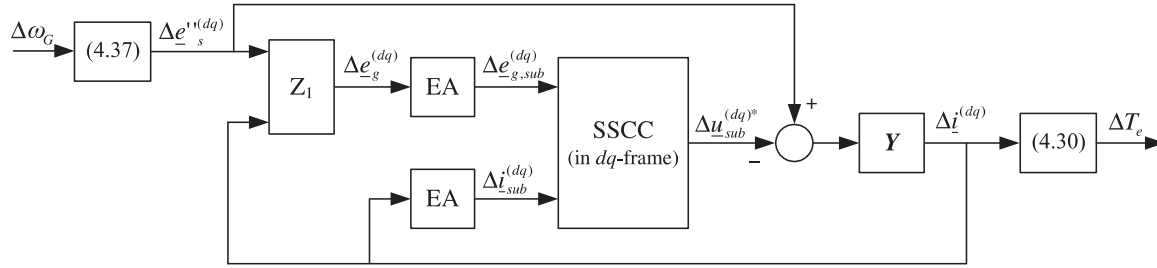 Δω_G
(4.37)
Δe''_s^(dq)
Z₁
Δe_g^(dq)
EA
Δe_g,sub^(dq)
SSCC
(in dq-frame)
Δu_sub^(dq)*
+
−
Y
Δi^(dq)
(4.30)
ΔT_e
EA
Δi_sub^(dq)